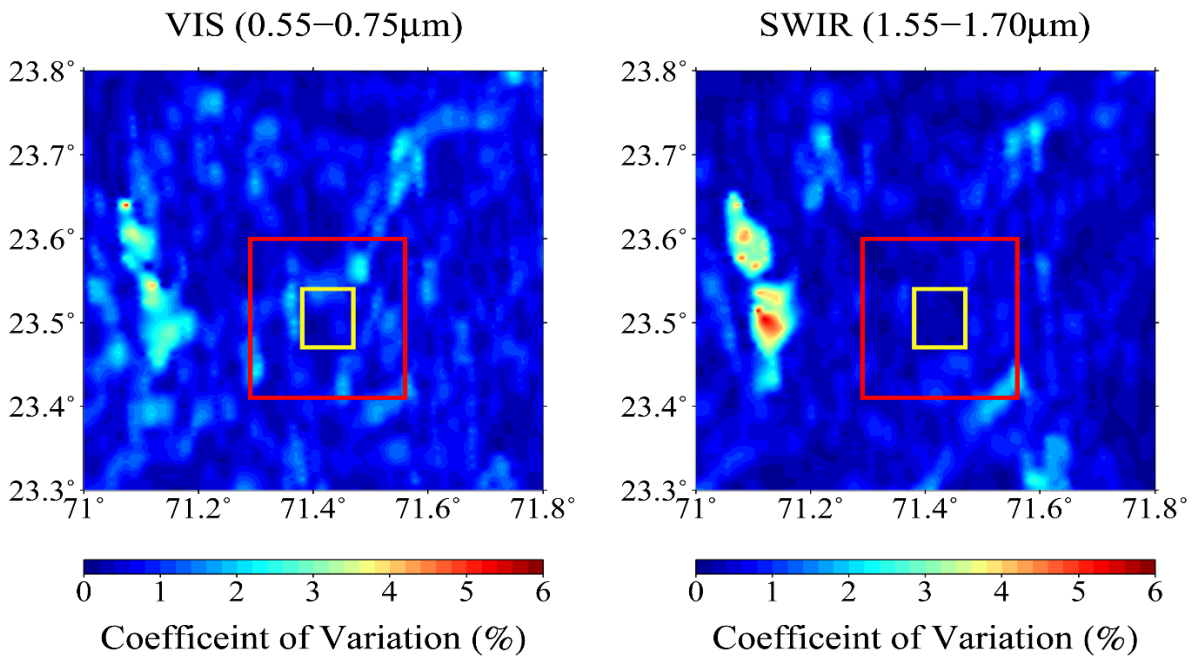 VIS (0.55−0.75μm)
SWIR (1.55−1.70μm)
23.8°
23.7°
23.6°
23.5°
23.4°
23.3°
71 71.2 71.4 71.6 71.8°
23.8°
23.7°
23.6°
23.5°
23.4°
23.3°
71 71.2 71.4 71.6 71.8°
0 1 2 3 4 5 6
0 1 2 3 4 5 6
Coefficeint of Variation (%)
Coefficeint of Variation (%)